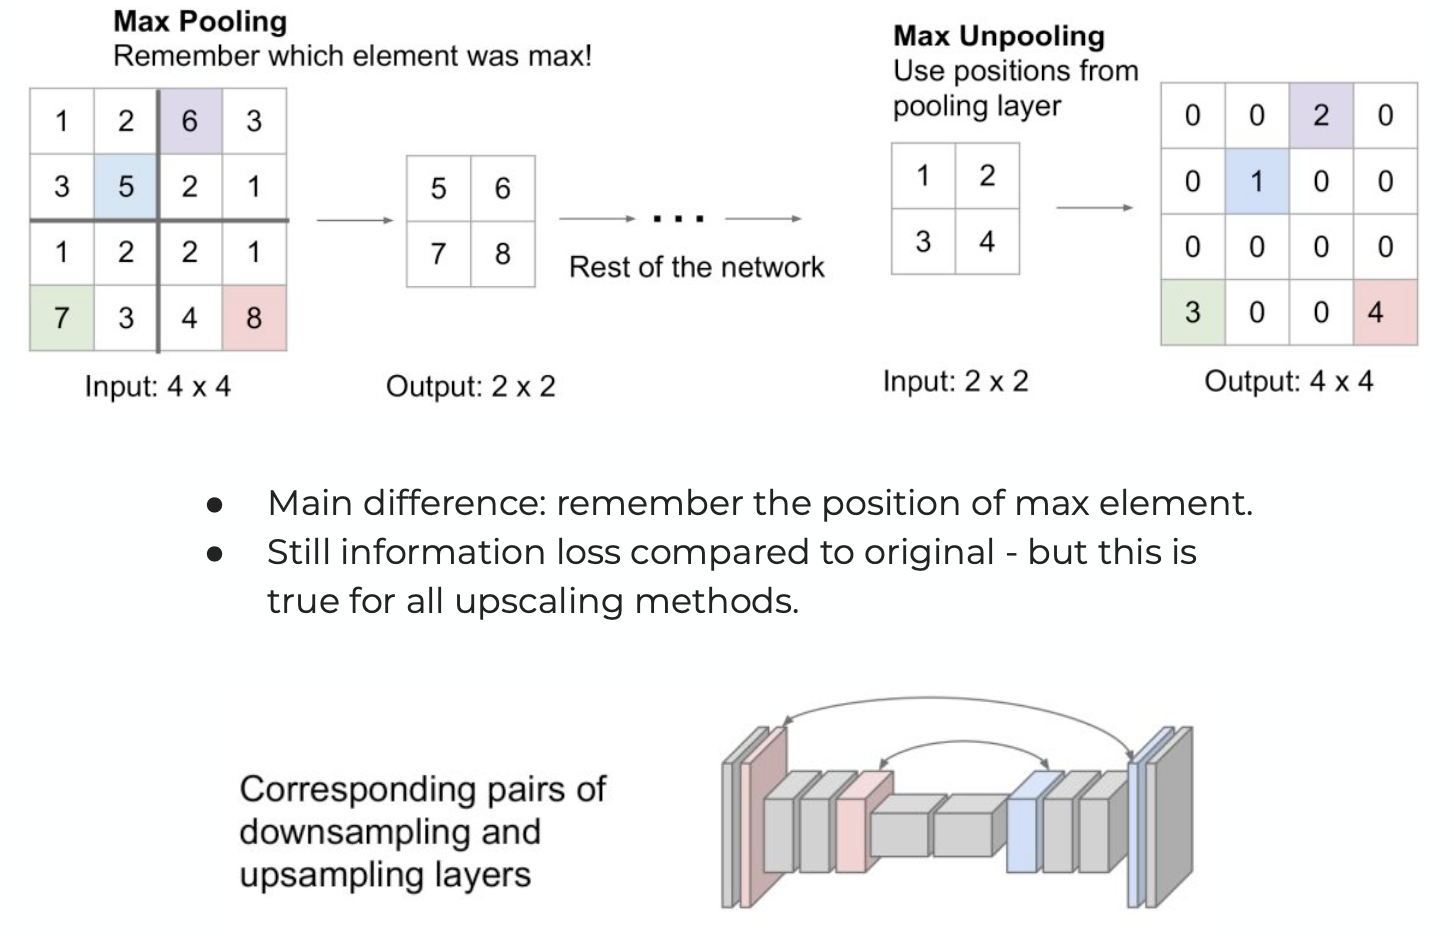 Max Pooling
Remember which element was max!
1 2 6 3
3 5 2 1
1 2 2 1
7 3 4 8
Input: 4 x 4
5 6
7 8
Output: 2 x 2
...
Rest of the network
Max Unpooling
Use positions from
pooling layer
1 2
3 4
Input: 2 x 2
0 0 2 0
0 1 0 0
0 0 0 0
3 0 0 4
Output: 4 x 4
● Main difference: remember the position of max element.
● Still information loss compared to original - but this is
true for all upscaling methods.
Corresponding pairs of
downsampling and
upsampling layers